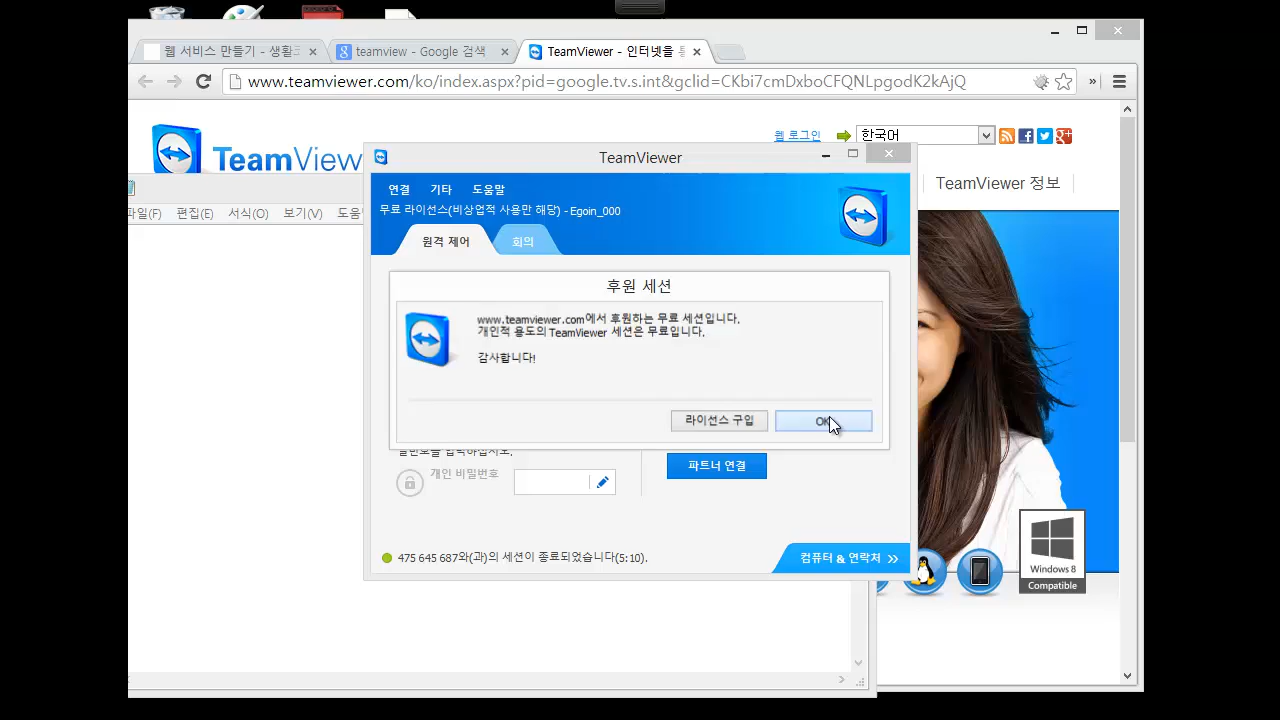 웹 서비스 만들기 - 생활코
teamview - Google 검색
TeamViewer - 인터넷을 통
www.teamviewer.com/ko/index.aspx?pid=google.tv.s.int&gclid=CKbi7cmDxboCFQNLpgodK2kAjQ
웹 로그인
한국어
TeamView
TeamViewer 정보
파일(F) 편집(E) 서식(O) 보기(V) 도움
TeamViewer
연결 기타 도움말
무료 라이선스(비상업적 사용만 해당) - Egoin_000
원격 제어 회의
후원 세션
www.teamviewer.com에서 후원하는 무료 세션입니다.
개인적 용도의 TeamViewer 세션은 무료입니다.
감사합니다!
라이선스 구입 OK
개인 비밀번호
파트너 연결
475 645 687와(과)의 세션이 종료되었습니다(5:10).
컴퓨터 & 연락처
Windows 8
Compatible